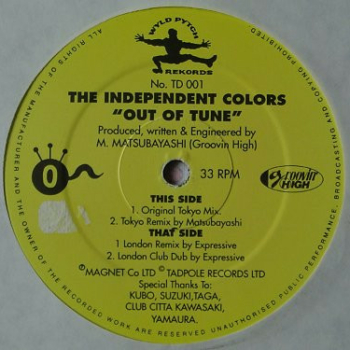 WYLD PYTCH
REKORDS
No. TD 001
THE INDEPENDENT COLORS
"OUT OF TUNE"
Produced, written & Engineered by
M. MATSUBAYASHI (Groovin High)
33 RPM
Groovin
HIGH
THIS SIDE
1. Original Tokyo Mix.
2. Tokyo Remix by Matsubayashi
THAT SIDE
1 London Remix by Expressive
2. London Club Dub by Expressive
℗MAGNET Co LTD ©TADPOLE RECORDS LTD
Special Thanks To:
KUBO, SUZUKI,TAGA,
CLUB CITTA KAWASAKI,
YAMAURA.
ALL RIGHTS OF THE MANUFACTURER AND THE OWNER OF THE RECORDED WORK ARE RESERVED UNAUTHORISED PUBLIC PERFORMANCE, BROADCASTING AND COPYING PROHIBITED